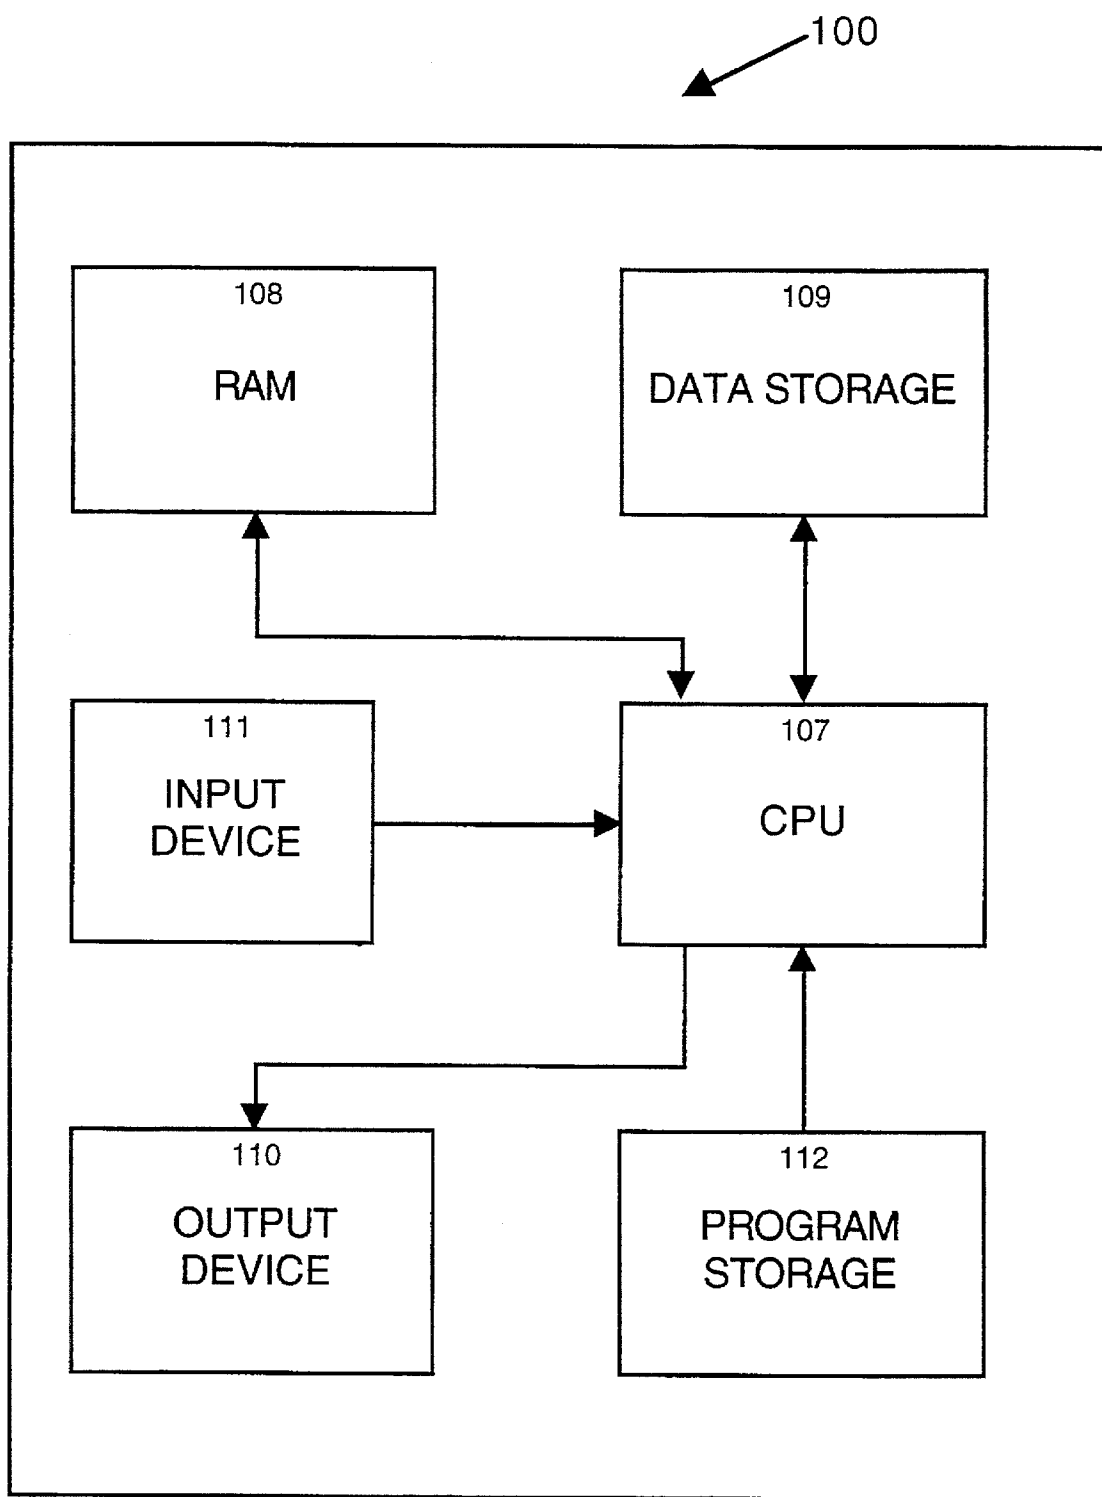 100
108
RAM
109
DATA STORAGE
111
INPUT
DEVICE
107
CPU
110
OUTPUT
DEVICE
112
PROGRAM
STORAGE